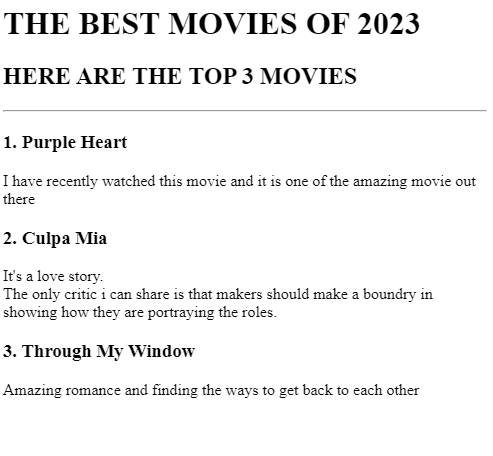 THE BEST MOVIES OF 2023
HERE ARE THE TOP 3 MOVIES
1. Purple Heart
I have recently watched this movie and it is one of the amazing movie out
there
2. Culpa Mia
It's a love story.
The only critic i can share is that makers should make a boundry in
showing how they are portraying the roles.
3. Through My Window
Amazing romance and finding the ways to get back to each other